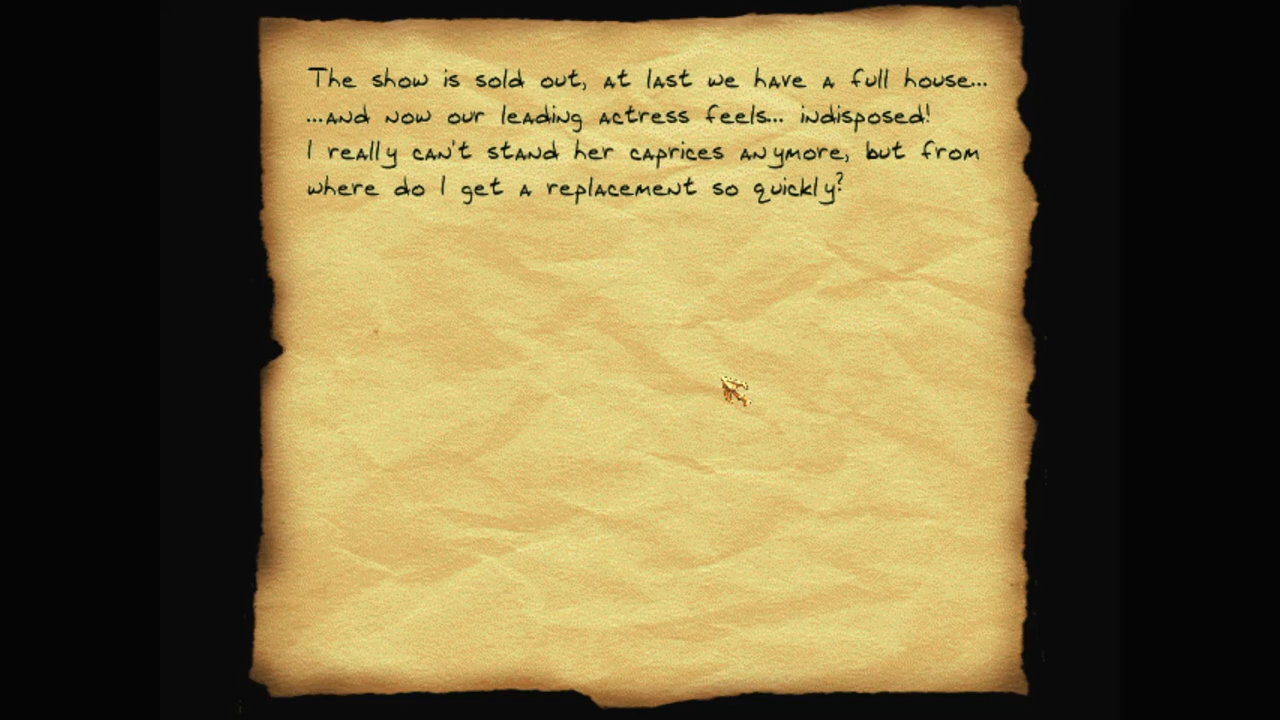 The show is sold out, at last we have a full house...
...and now our leading actress feels... indisposed!
I really can't stand her caprices anymore, but from
where do I get a replacement so quickly?